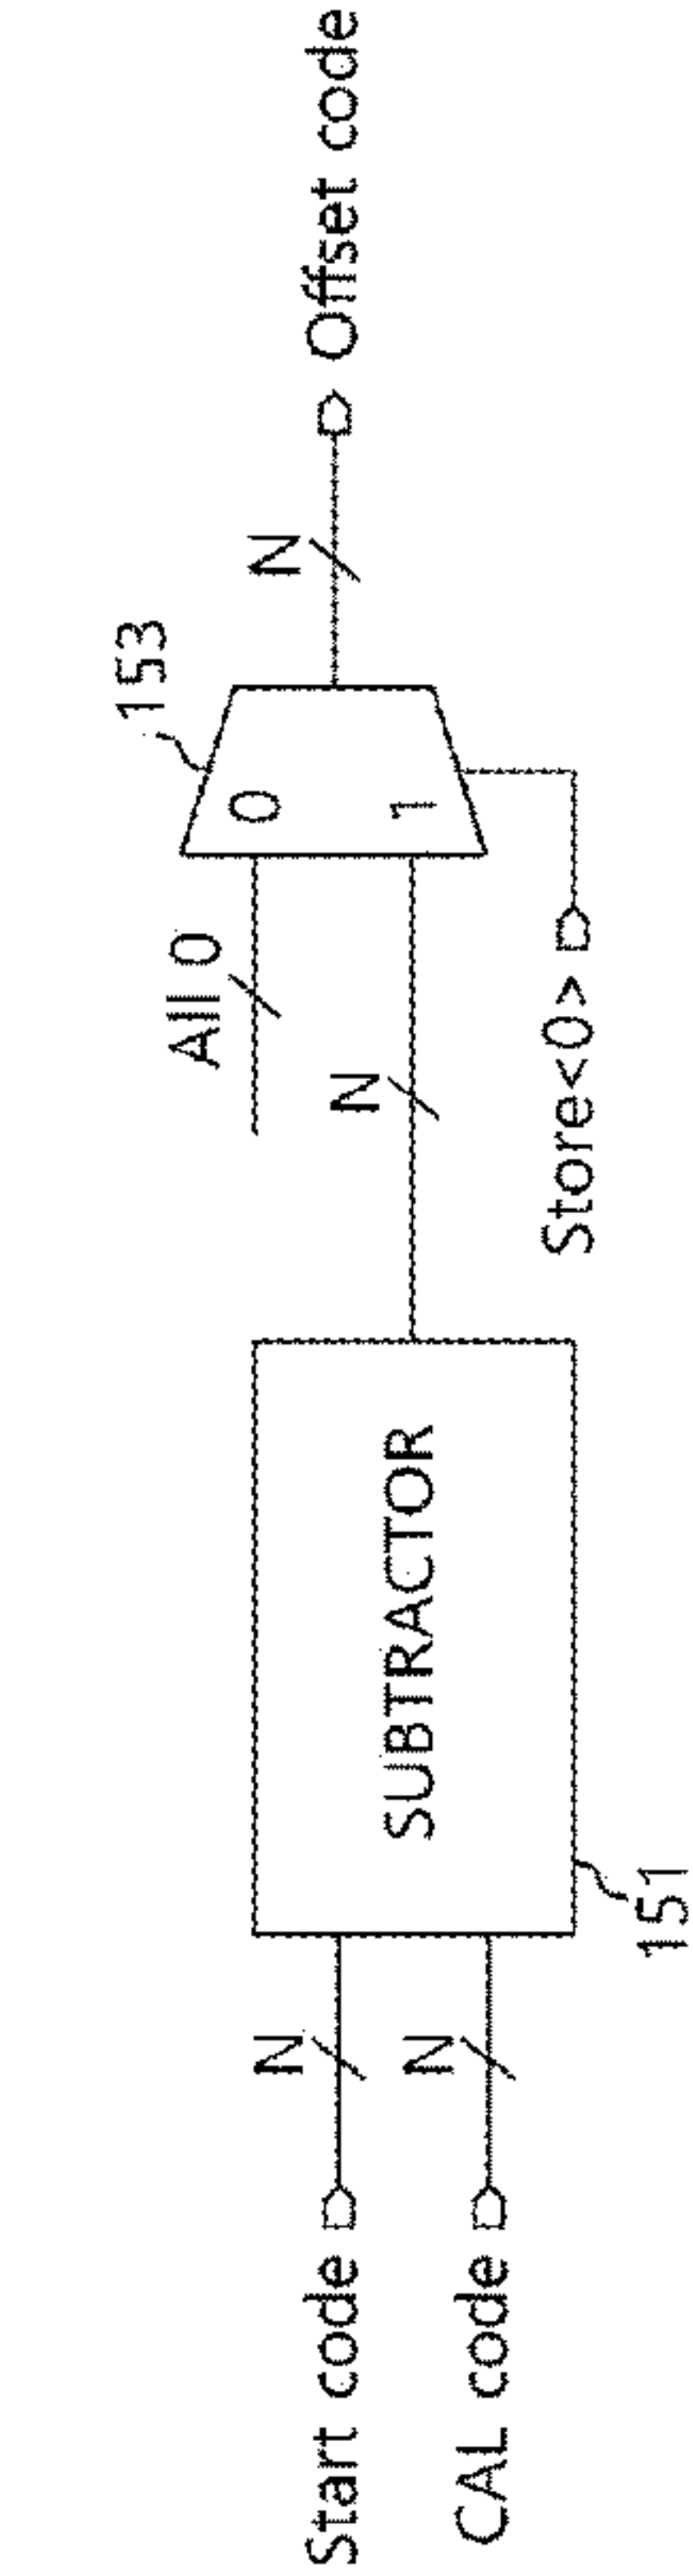 Start code
N
CAL code
N
SUBTRACTOR
151
N
All 0
Store<0>
0
1
153
N
Offset code